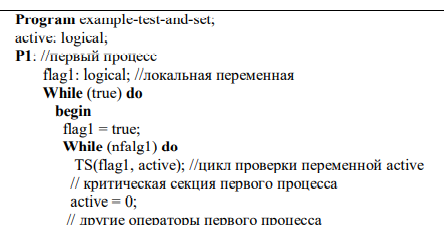 Program example-test-and-set;
active: logical;
P1: //первый процесс
flag1: logical; //локальная переменная
While (true) do
begin
flag1 = true;
While (nfalg1) do
TS(flag1, active); //цикл проверки переменной active
// критическая секция первого процесса
active = 0;
// другие операторы первого процесса